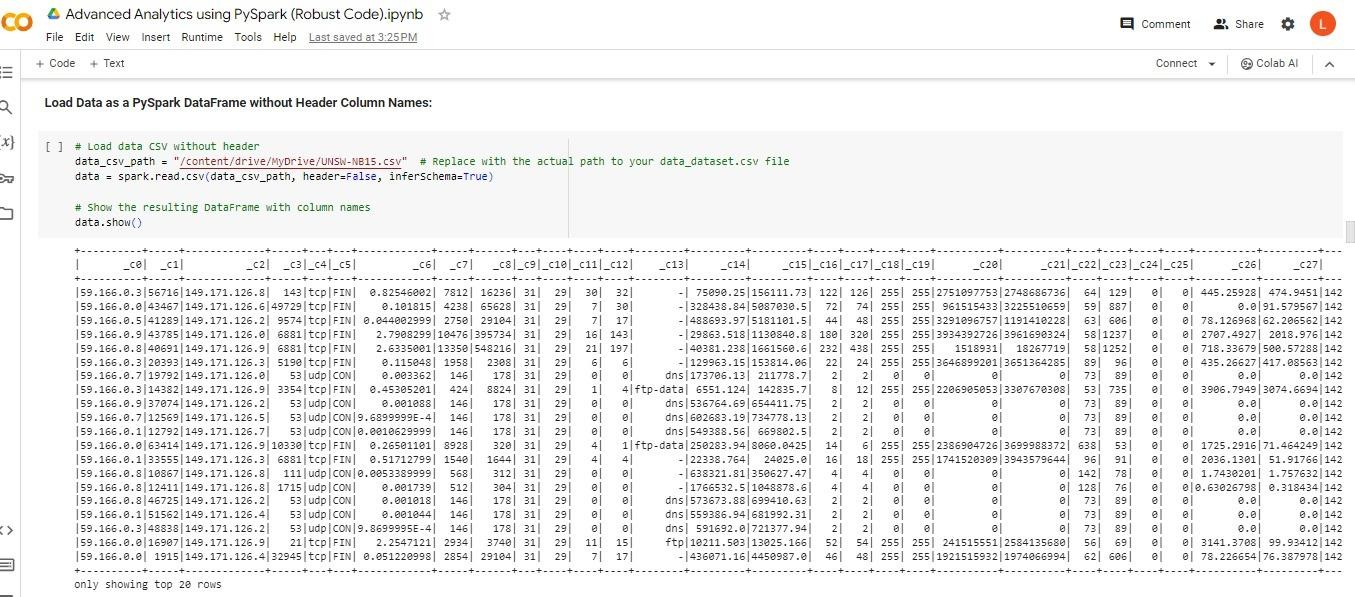 Advanced Analytics using PySpark (Robust Code).ipynb
Comment Share L
File Edit View Insert Runtime Tools Help Last saved at 3:25PM
+ Code + Text Connect Colab AI
Load Data as a PySpark DataFrame without Header Column Names:
[ ] # Load data CSV without header
data_csv_path = "/content/drive/MyDrive/UNSW-NB15.csv"  # Replace with the actual path to your data_dataset.csv file
data = spark.read.csv(data_csv_path, header=False, inferSchema=True)
# Show the resulting DataFrame with column names
data.show()
| _c0| _c1| _c2| _c3|_c4|_c5| _c6| _c7| _c8|_c9|_c10|_c11|_c12| _c13| _c14| _c15|_c16|_c17|_c18|_c19| _c20| _c21|_c22|_c23|_c24|_c25| _c26| _c27|
|59.166.0.3|56716|149.171.126.8| 143|tcp|FIN| 0.82546002| 7812| 16236| 31| 29| 30| 32| -| 75090.25|156111.73| 122| 126| 255| 255|2751097753|2748686736| 64| 129| 0| 0| 445.25928| 474.9451|142
|59.166.0.0|43467|149.171.126.6|49729|tcp|FIN| 0.101815| 4238| 65628| 31| 29| 7| 30| -|328438.84|5087030.5| 72| 74| 255| 255| 961515433|3225510659| 59| 887| 0| 0| 0.0|91.579567|142
|59.166.0.5|41289|149.171.126.2| 9574|tcp|FIN| 0.044002999| 2750| 29104| 31| 29| 7| 17| -|488693.97|5181101.5| 44| 48| 255| 255|3291096757|1191410228| 63| 606| 0| 0| 78.126968|62.206562|142
|59.166.0.9|43785|149.171.126.0| 6881|tcp|FIN| 2.7908299|10476|395734| 31| 29| 16| 143| -|29863.518|1130840.8| 180| 320| 255| 255|3934392726|3961690324| 58|1237| 0| 0| 2707.4927| 2018.976|142
|59.166.0.8|40691|149.171.126.9| 6881|tcp|FIN| 2.6335001|13350|548216| 31| 29| 21| 197| -|40381.238|1661560.6| 232| 438| 255| 255| 1518931| 18267719| 58|1252| 0| 0| 718.33679|500.57288|142
|59.166.0.3|20393|149.171.126.3| 5190|tcp|FIN| 0.115048| 1958| 2308| 31| 29| 6| 6| -|129963.15|153814.06| 22| 24| 255| 255|3646899201|3651364285| 89| 96| 0| 0| 435.26627|417.08563|142
|59.166.0.7|19792|149.171.126.0| 53|udp|CON| 0.003362| 146| 178| 31| 29| 0| 0| dns|173706.13| 211778.7| 2| 2| 0| 0| 0| 0| 73| 89| 0| 0| 0.0| 0.0|142
|59.166.0.3|14382|149.171.126.9| 3354|tcp|FIN| 0.45305201| 424| 8824| 31| 29| 1| 4|ftp-data| 6551.124| 142835.7| 8| 12| 255| 255|2206905053|3307670308| 53| 735| 0| 0| 3906.7949|3074.6694|142
|59.166.0.9|37074|149.171.126.2| 53|udp|CON| 0.001088| 146| 178| 31| 29| 0| 0| dns|536764.69|654411.75| 2| 2| 0| 0| 0| 0| 73| 89| 0| 0| 0.0| 0.0|142
|59.166.0.7|12569|149.171.126.5| 53|udp|CON|9.6899999E-4| 146| 178| 31| 29| 0| 0| dns|602683.19|734778.13| 2| 2| 0| 0| 0| 0| 73| 89| 0| 0| 0.0| 0.0|142
|59.166.0.1|12792|149.171.126.7| 53|udp|CON|0.0010629999| 146| 178| 31| 29| 0| 0| dns|549388.56| 669802.5| 2| 2| 0| 0| 0| 0| 73| 89| 0| 0| 0.0| 0.0|142
|59.166.0.0|63414|149.171.126.9|10330|tcp|FIN| 0.26501101| 8928| 320| 31| 29| 4| 1|ftp-data|250283.94|8060.0425| 14| 6| 255| 255|2386904726|3699988372| 638| 53| 0| 0| 1725.2916|71.464249|142
|59.166.0.1|33555|149.171.126.3| 6881|tcp|FIN| 0.51712799| 1540| 1644| 31| 29| 4| 4| -|22338.764| 24025.0| 16| 18| 255| 255|1741520309|3943579644| 96| 91| 0| 0| 2036.1301| 51.91766|142
|59.166.0.8|10867|149.171.126.8| 111|udp|CON|0.0053389999| 568| 312| 31| 29| 0| 0| -|638321.81|350627.47| 4| 4| 0| 0| 0| 0| 142| 78| 0| 0| 1.7430201| 1.757632|142
|59.166.0.8|12411|149.171.126.8| 1715|udp|CON| 0.001739| 512| 304| 31| 29| 0| 0| -|1766532.5|1048878.6| 4| 4| 0| 0| 0| 0| 128| 76| 0| 0|0.63026798| 0.318434|142
|59.166.0.8|46725|149.171.126.2| 53|udp|CON| 0.001018| 146| 178| 31| 29| 0| 0| dns|573673.88|699410.63| 2| 2| 0| 0| 0| 0| 73| 89| 0| 0| 0.0| 0.0|142
|59.166.0.1|51562|149.171.126.4| 53|udp|CON| 0.001044| 146| 178| 31| 29| 0| 0| dns|559386.94|681992.31| 2| 2| 0| 0| 0| 0| 73| 89| 0| 0| 0.0| 0.0|142
|59.166.0.3|48838|149.171.126.2| 53|udp|CON|9.8699995E-4| 146| 178| 31| 29| 0| 0| dns| 591692.0|721377.94| 2| 2| 0| 0| 0| 0| 73| 89| 0| 0| 0.0| 0.0|142
|59.166.0.0|16907|149.171.126.9| 21|tcp|FIN| 2.2547121| 2934| 3740| 31| 29| 11| 15| ftp|10211.503|13025.166| 52| 54| 255| 255| 241515551|2584135680| 56| 69| 0| 0| 3141.3708| 99.93412|142
|59.166.0.0| 1915|149.171.126.4|32945|tcp|FIN| 0.051220998| 2854| 29104| 31| 29| 7| 17| -|436071.16|4450987.0| 46| 48| 255| 255|1921515932|1974066994| 62| 606| 0| 0| 78.226654|76.387978|142
only showing top 20 rows